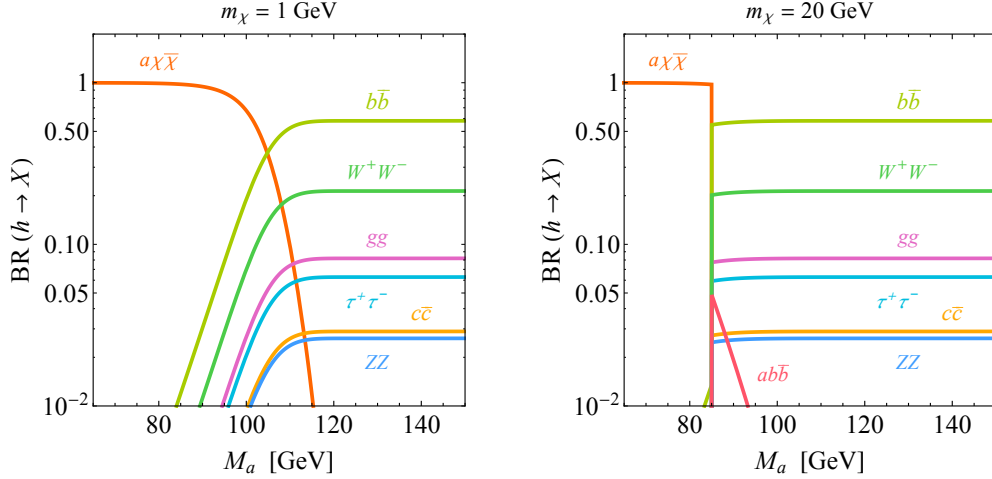 m_χ = 1 GeV
BR (h → X)
1
0.50
0.10
0.05
10⁻²
aχχ̅
bb̅
W⁺W⁻
gg
τ⁺τ⁻
cc̅
ZZ
80 100 120 140
M_a [GeV]
m_χ = 20 GeV
BR (h → X)
1
0.50
0.10
0.05
10⁻²
aχχ̅
bb̅
W⁺W⁻
gg
τ⁺τ⁻
cc̅
ZZ
abb̅
80 100 120 140
M_a [GeV]